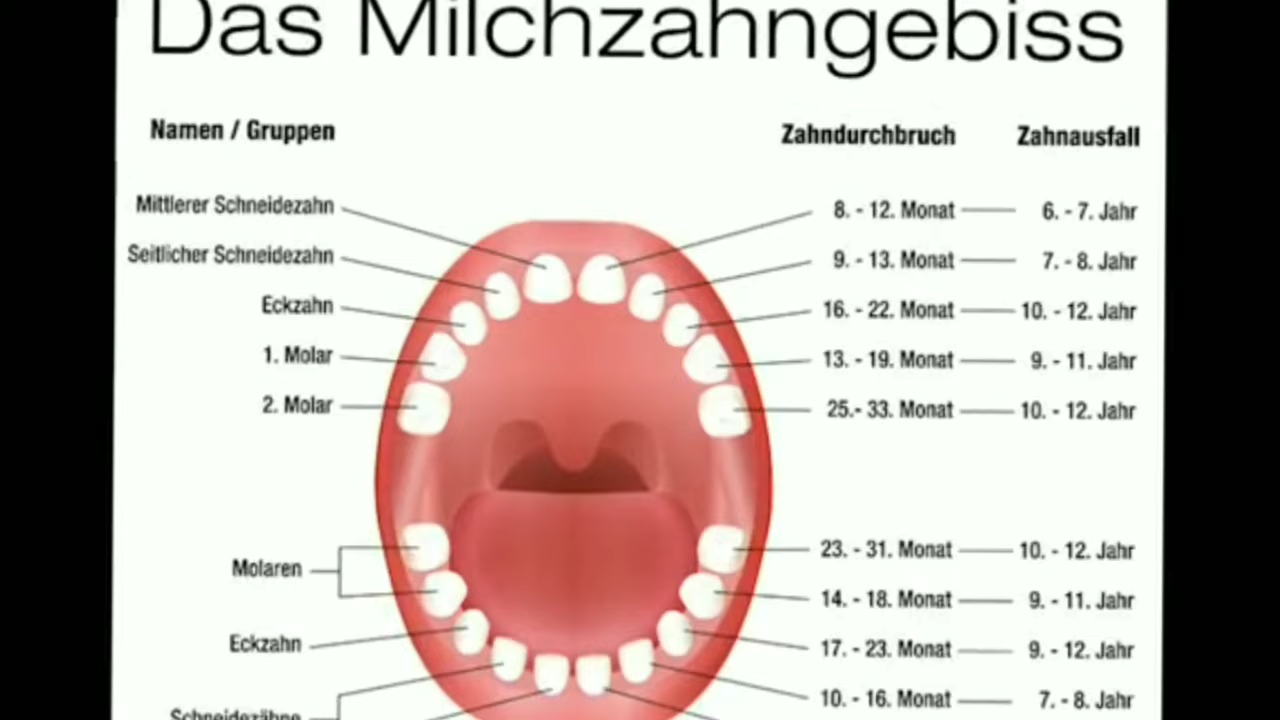 Das Milchzahngebiss
Namen / Gruppen Zahndurchbruch Zahnausfall
Mittlerer Schneidezahn 8. - 12. Monat 6. - 7. Jahr
Seitlicher Schneidezahn 9. - 13. Monat 7. - 8. Jahr
Eckzahn 16. - 22. Monat 10. - 12. Jahr
1. Molar 13. - 19. Monat 9. - 11. Jahr
2. Molar 25.- 33. Monat 10. - 12. Jahr
23. - 31. Monat 10. - 12. Jahr
Molaren
14. - 18. Monat 9. - 11. Jahr
Eckzahn 17. - 23. Monat 9. - 12. Jahr
10. - 16. Monat 7. - 8. Jahr
Schneidezähne